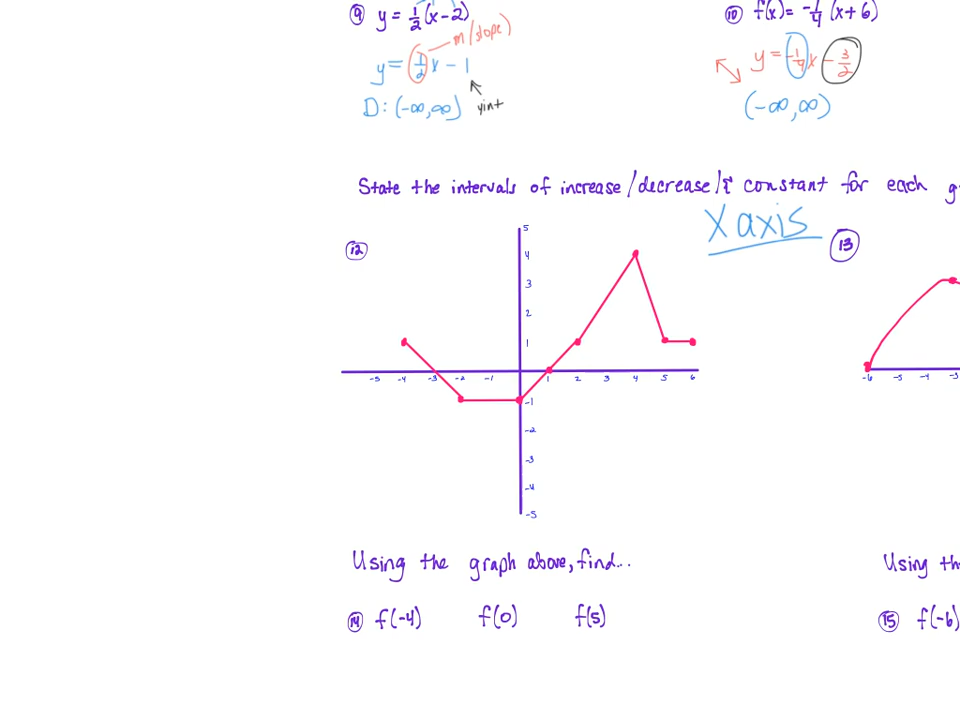 ⑨ y = 1/2 (x - 2)
m/slope
y = 1/2 x - 1
D: (-∞, ∞)
yint
⑩ f(x) = -1/4 (x + 6)
y = -1/4 x - 3/2
(-∞, ∞)
State the intervals of increase/decrease/& constant for each
X axis
⑫
5
4
3
2
1
-5 -4 -3 -2 -1 1 2 3 4 5 6
-1
-2
-3
-4
-5
⑬
-6 -5 -4
Using the graph above, find...
⑭ f(-4) f(0) f(5)
Using
⑮ f(-6)